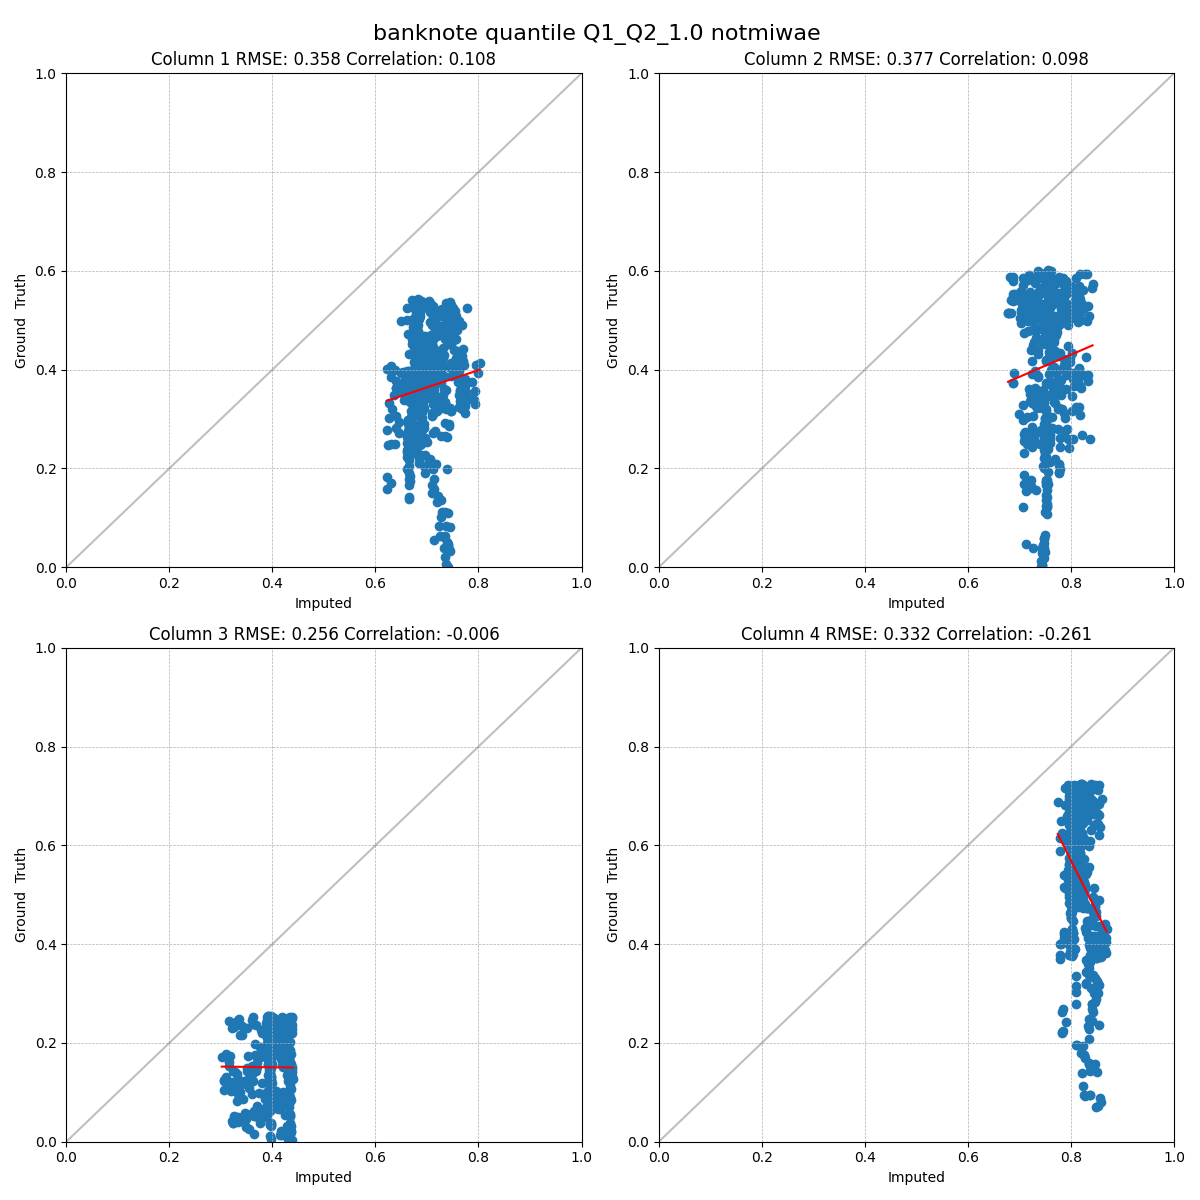 banknote quantile Q1_Q2_1.0 notmiwae
Column 1 RMSE: 0.358 Correlation: 0.108
1.0
0.8
0.6
0.4
0.2
0.0
Ground Truth
0.0 0.2 0.4 0.6 0.8 1.0
Imputed
Column 2 RMSE: 0.377 Correlation: 0.098
1.0
0.8
0.6
0.4
0.2
0.0
Ground Truth
0.0 0.2 0.4 0.6 0.8 1.0
Imputed
Column 3 RMSE: 0.256 Correlation: -0.006
1.0
0.8
0.6
0.4
0.2
0.0
Ground Truth
0.0 0.2 0.4 0.6 0.8 1.0
Imputed
Column 4 RMSE: 0.332 Correlation: -0.261
1.0
0.8
0.6
0.4
0.2
0.0
Ground Truth
0.0 0.2 0.4 0.6 0.8 1.0
Imputed